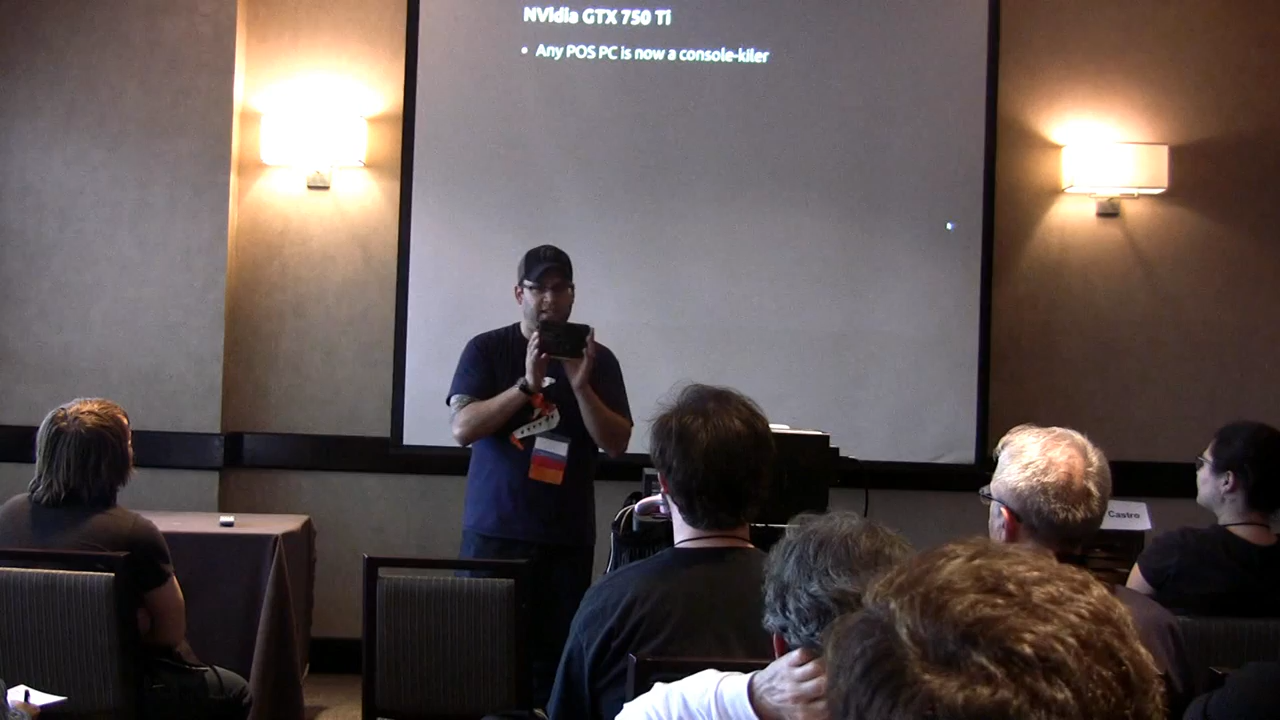 NVidia GTX 750 Ti
• Any POS PC is now a console-kiler
Castro